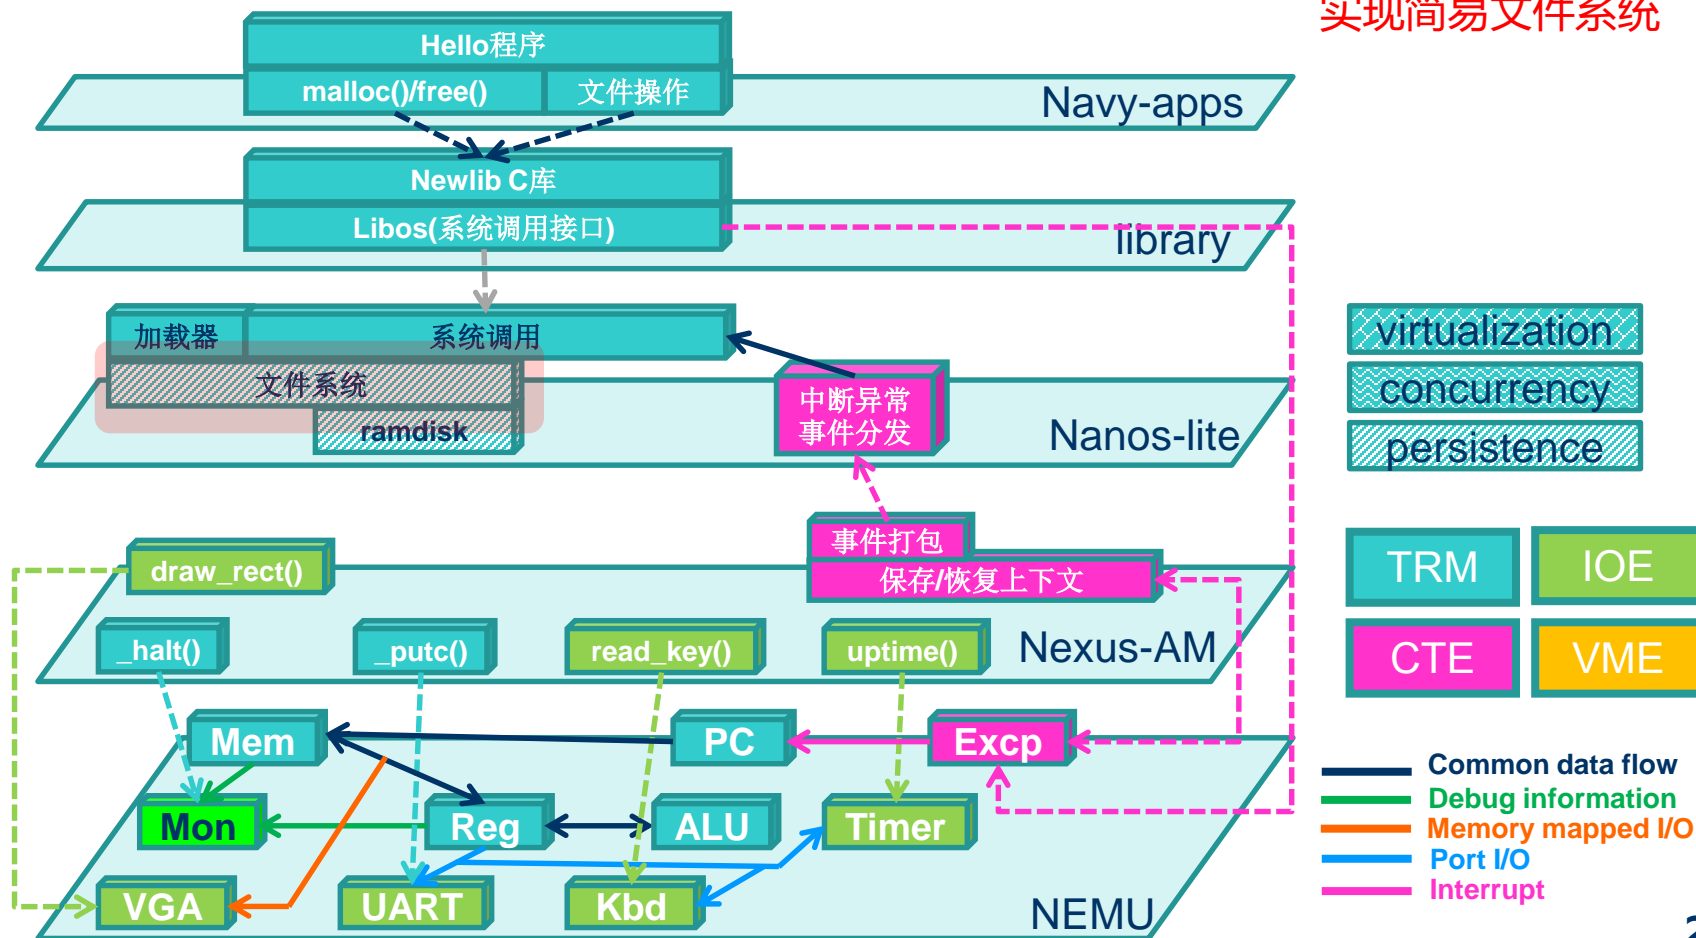 实现简易文件系统
Hello程序
malloc()/free()
文件操作
Navy-apps
Newlib C库
Libos(系统调用接口)
library
加载器
系统调用
文件系统
ramdisk
中断异常
事件分发
Nanos-lite
virtualization
concurrency
persistence
事件打包
保存/恢复上下文
draw_rect()
_halt()
_putc()
read_key()
uptime()
Nexus-AM
TRM
IOE
CTE
VME
Mem
PC
Excp
Mon
Reg
ALU
Timer
VGA
UART
Kbd
NEMU
Common data flow
Debug information
Memory mapped I/O
Port I/O
Interrupt